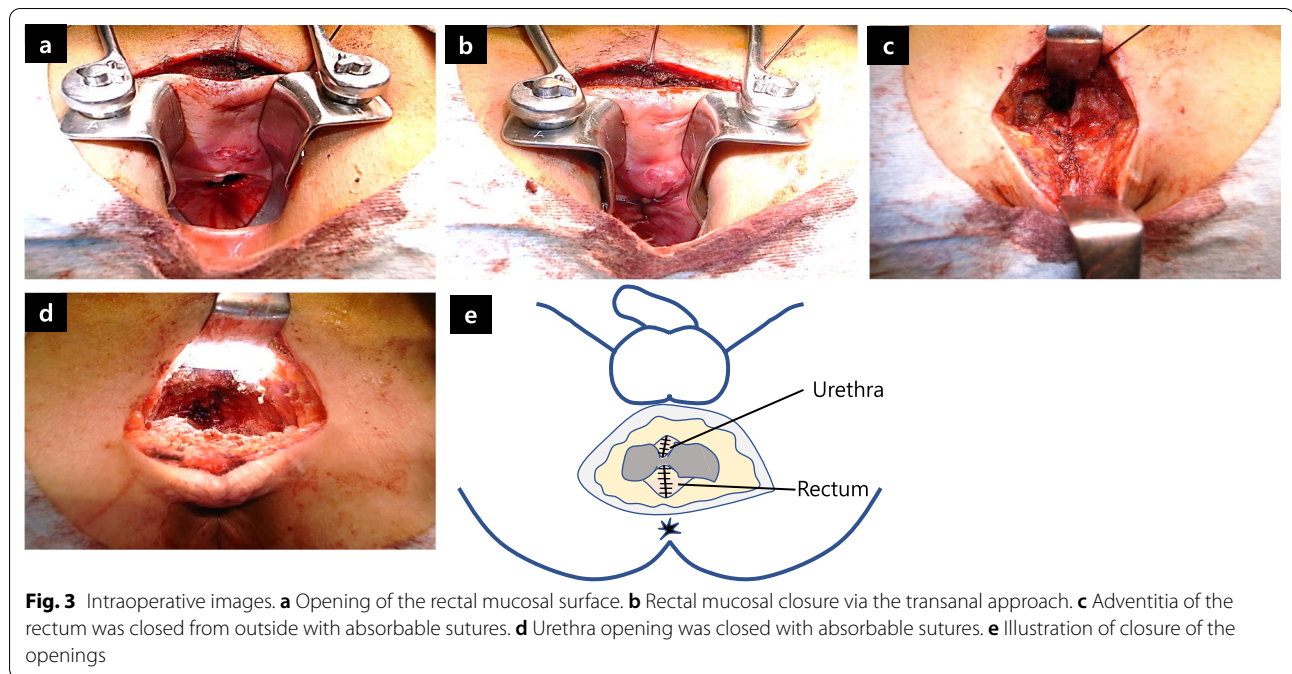 a
b
c
d
e
Urethra
Rectum
Fig. 3 Intraoperative images. a Opening of the rectal mucosal surface. b Rectal mucosal closure via the transanal approach. c Adventitia of the
rectum was closed from outside with absorbable sutures. d Urethra opening was closed with absorbable sutures. e Illustration of closure of the
openings